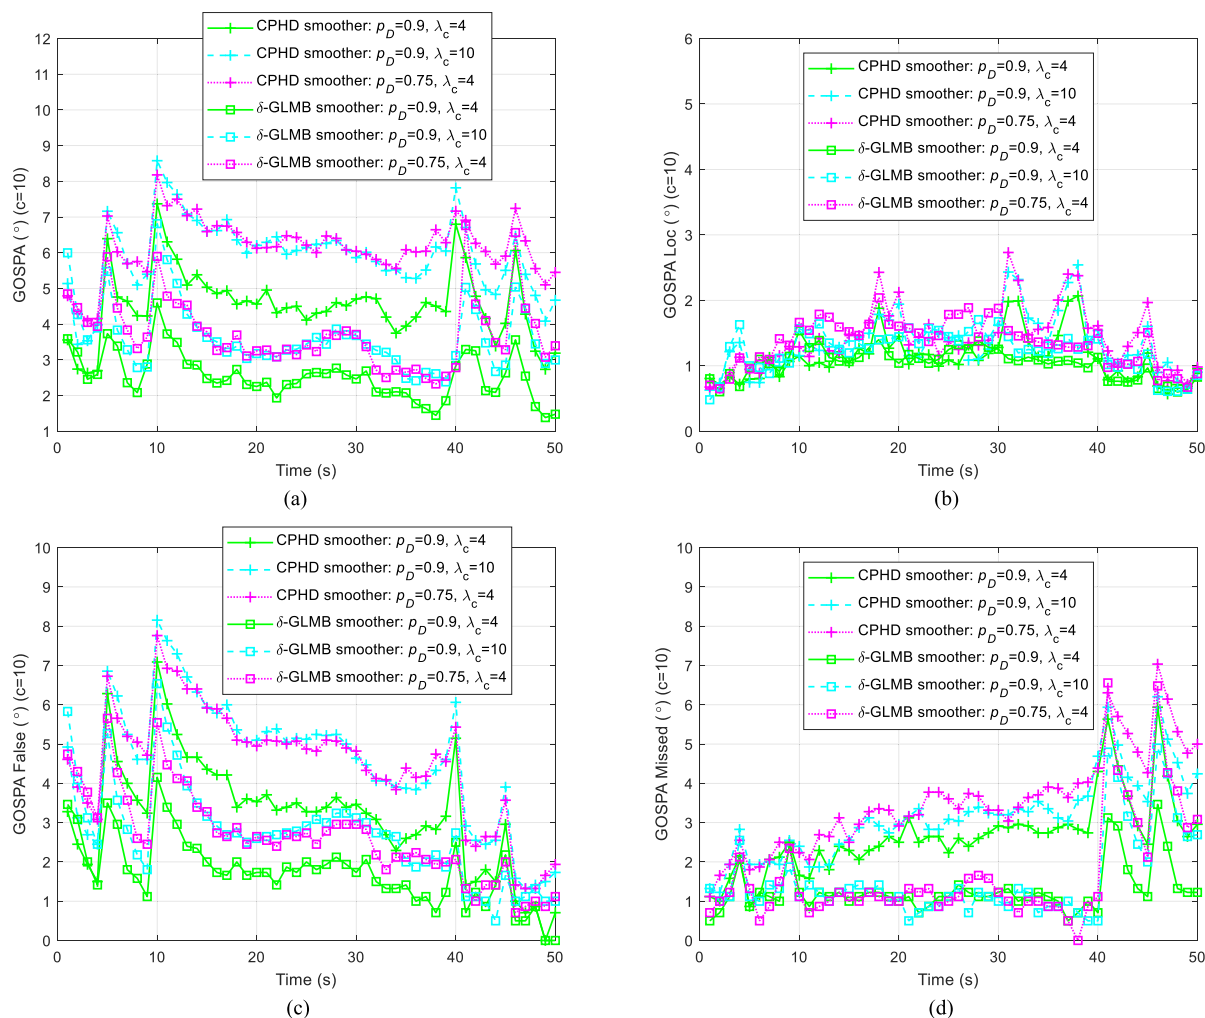 CPHD smoother: p_D=0.9, λ_c=4
CPHD smoother: p_D=0.9, λ_c=10
CPHD smoother: p_D=0.75, λ_c=4
δ-GLMB smoother: p_D=0.9, λ_c=4
δ-GLMB smoother: p_D=0.9, λ_c=10
δ-GLMB smoother: p_D=0.75, λ_c=4
GOSPA (°) (c=10)
12
11
10
9
8
7
6
5
4
3
2
1
0 10 20 30 40 50
Time (s)
(a)
CPHD smoother: p_D=0.9, λ_c=4
CPHD smoother: p_D=0.9, λ_c=10
CPHD smoother: p_D=0.75, λ_c=4
δ-GLMB smoother: p_D=0.9, λ_c=4
δ-GLMB smoother: p_D=0.9, λ_c=10
δ-GLMB smoother: p_D=0.75, λ_c=4
GOSPA Loc (°) (c=10)
6
5
4
3
2
1
0
0 10 20 30 40 50
Time (s)
(b)
CPHD smoother: p_D=0.9, λ_c=4
CPHD smoother: p_D=0.9, λ_c=10
CPHD smoother: p_D=0.75, λ_c=4
δ-GLMB smoother: p_D=0.9, λ_c=4
δ-GLMB smoother: p_D=0.9, λ_c=10
δ-GLMB smoother: p_D=0.75, λ_c=4
GOSPA False (°) (c=10)
10
9
8
7
6
5
4
3
2
1
0
0 10 20 30 40 50
Time (s)
(c)
CPHD smoother: p_D=0.9, λ_c=4
CPHD smoother: p_D=0.9, λ_c=10
CPHD smoother: p_D=0.75, λ_c=4
δ-GLMB smoother: p_D=0.9, λ_c=4
δ-GLMB smoother: p_D=0.9, λ_c=10
δ-GLMB smoother: p_D=0.75, λ_c=4
GOSPA Missed (°) (c=10)
10
9
8
7
6
5
4
3
2
1
0
0 10 20 30 40 50
Time (s)
(d)